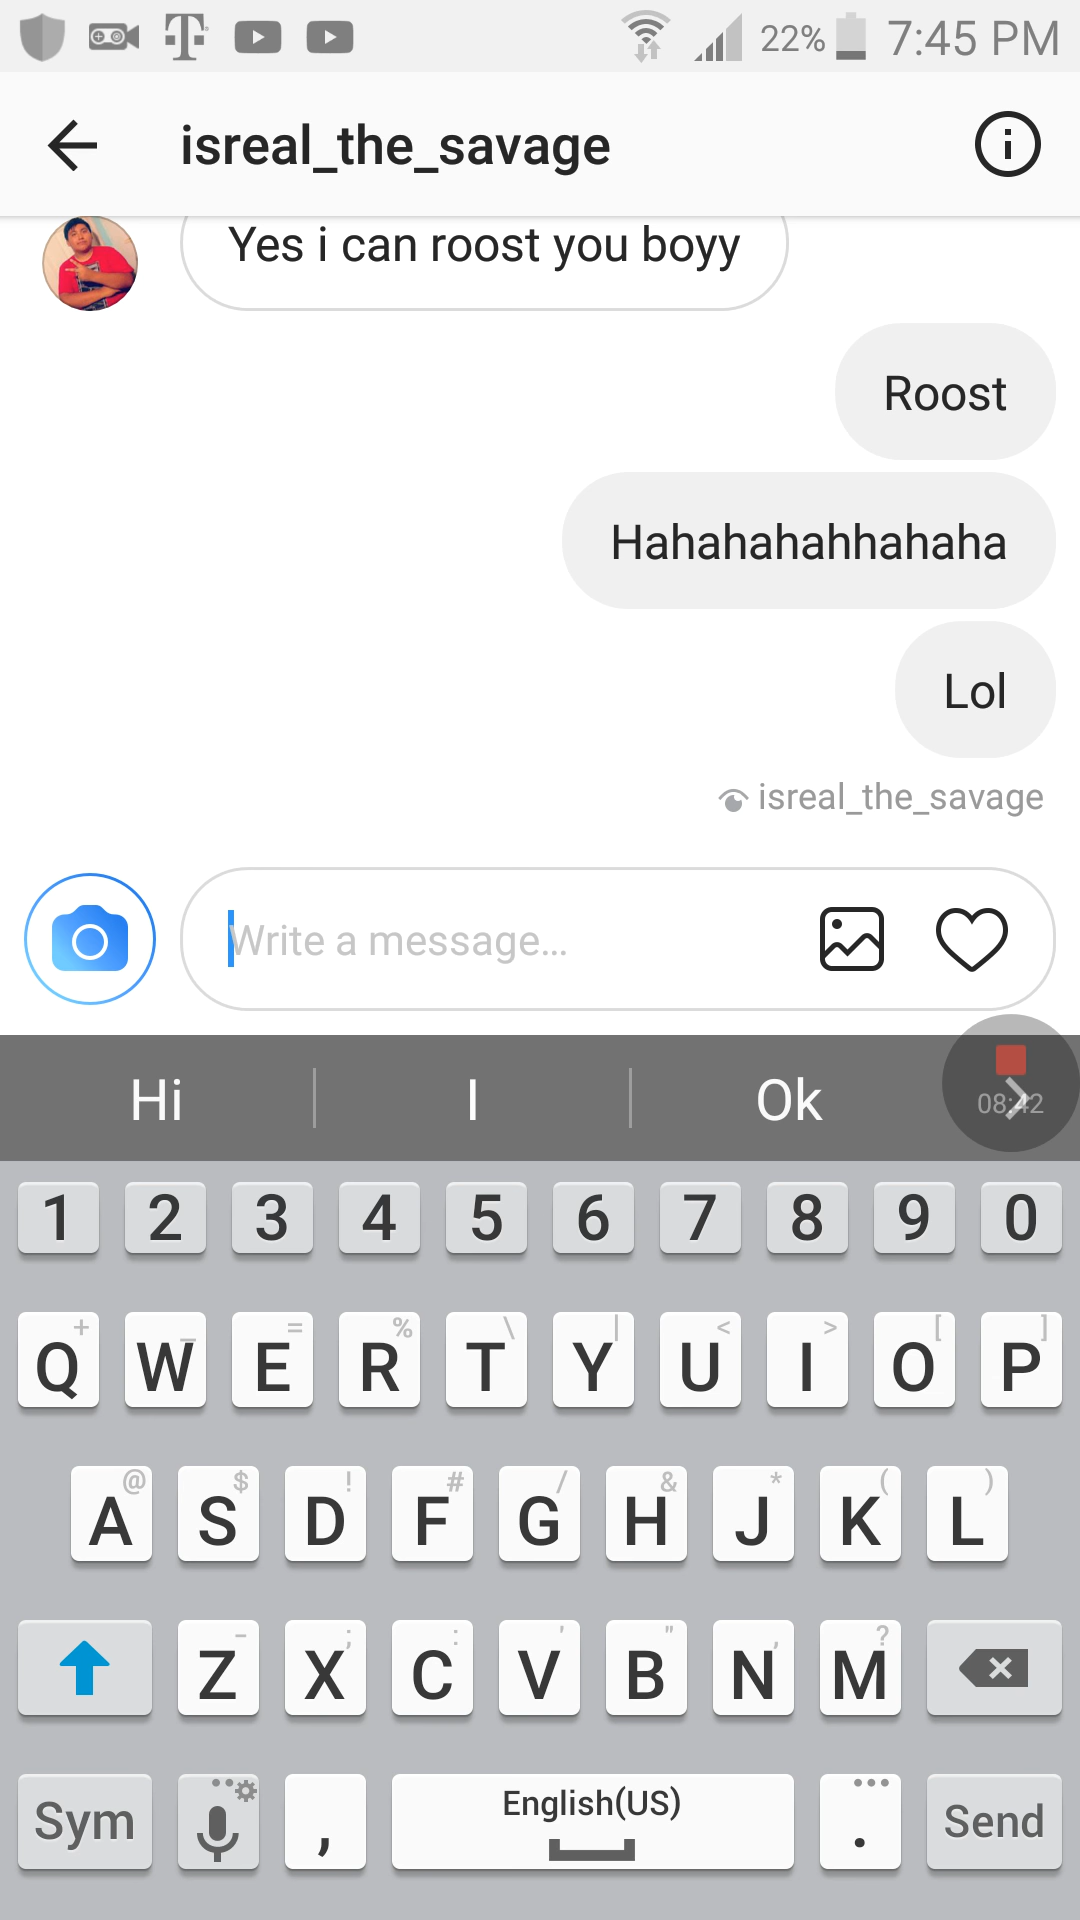 22% 7:45 PM
isreal_the_savage
Yes i can roost you boyy
Roost
Hahahahahhahaha
Lol
isreal_the_savage
Write a message...
Hi I Ok
08:42
1 2 3 4 5 6 7 8 9 0
+ _ = % \ | < > [ ]
Q W E R T Y U I O P
@ $ ! # / & * ( )
A S D F G H J K L
- ; : ' " , ?
Z X C V B N M
Sym , English(US) . Send